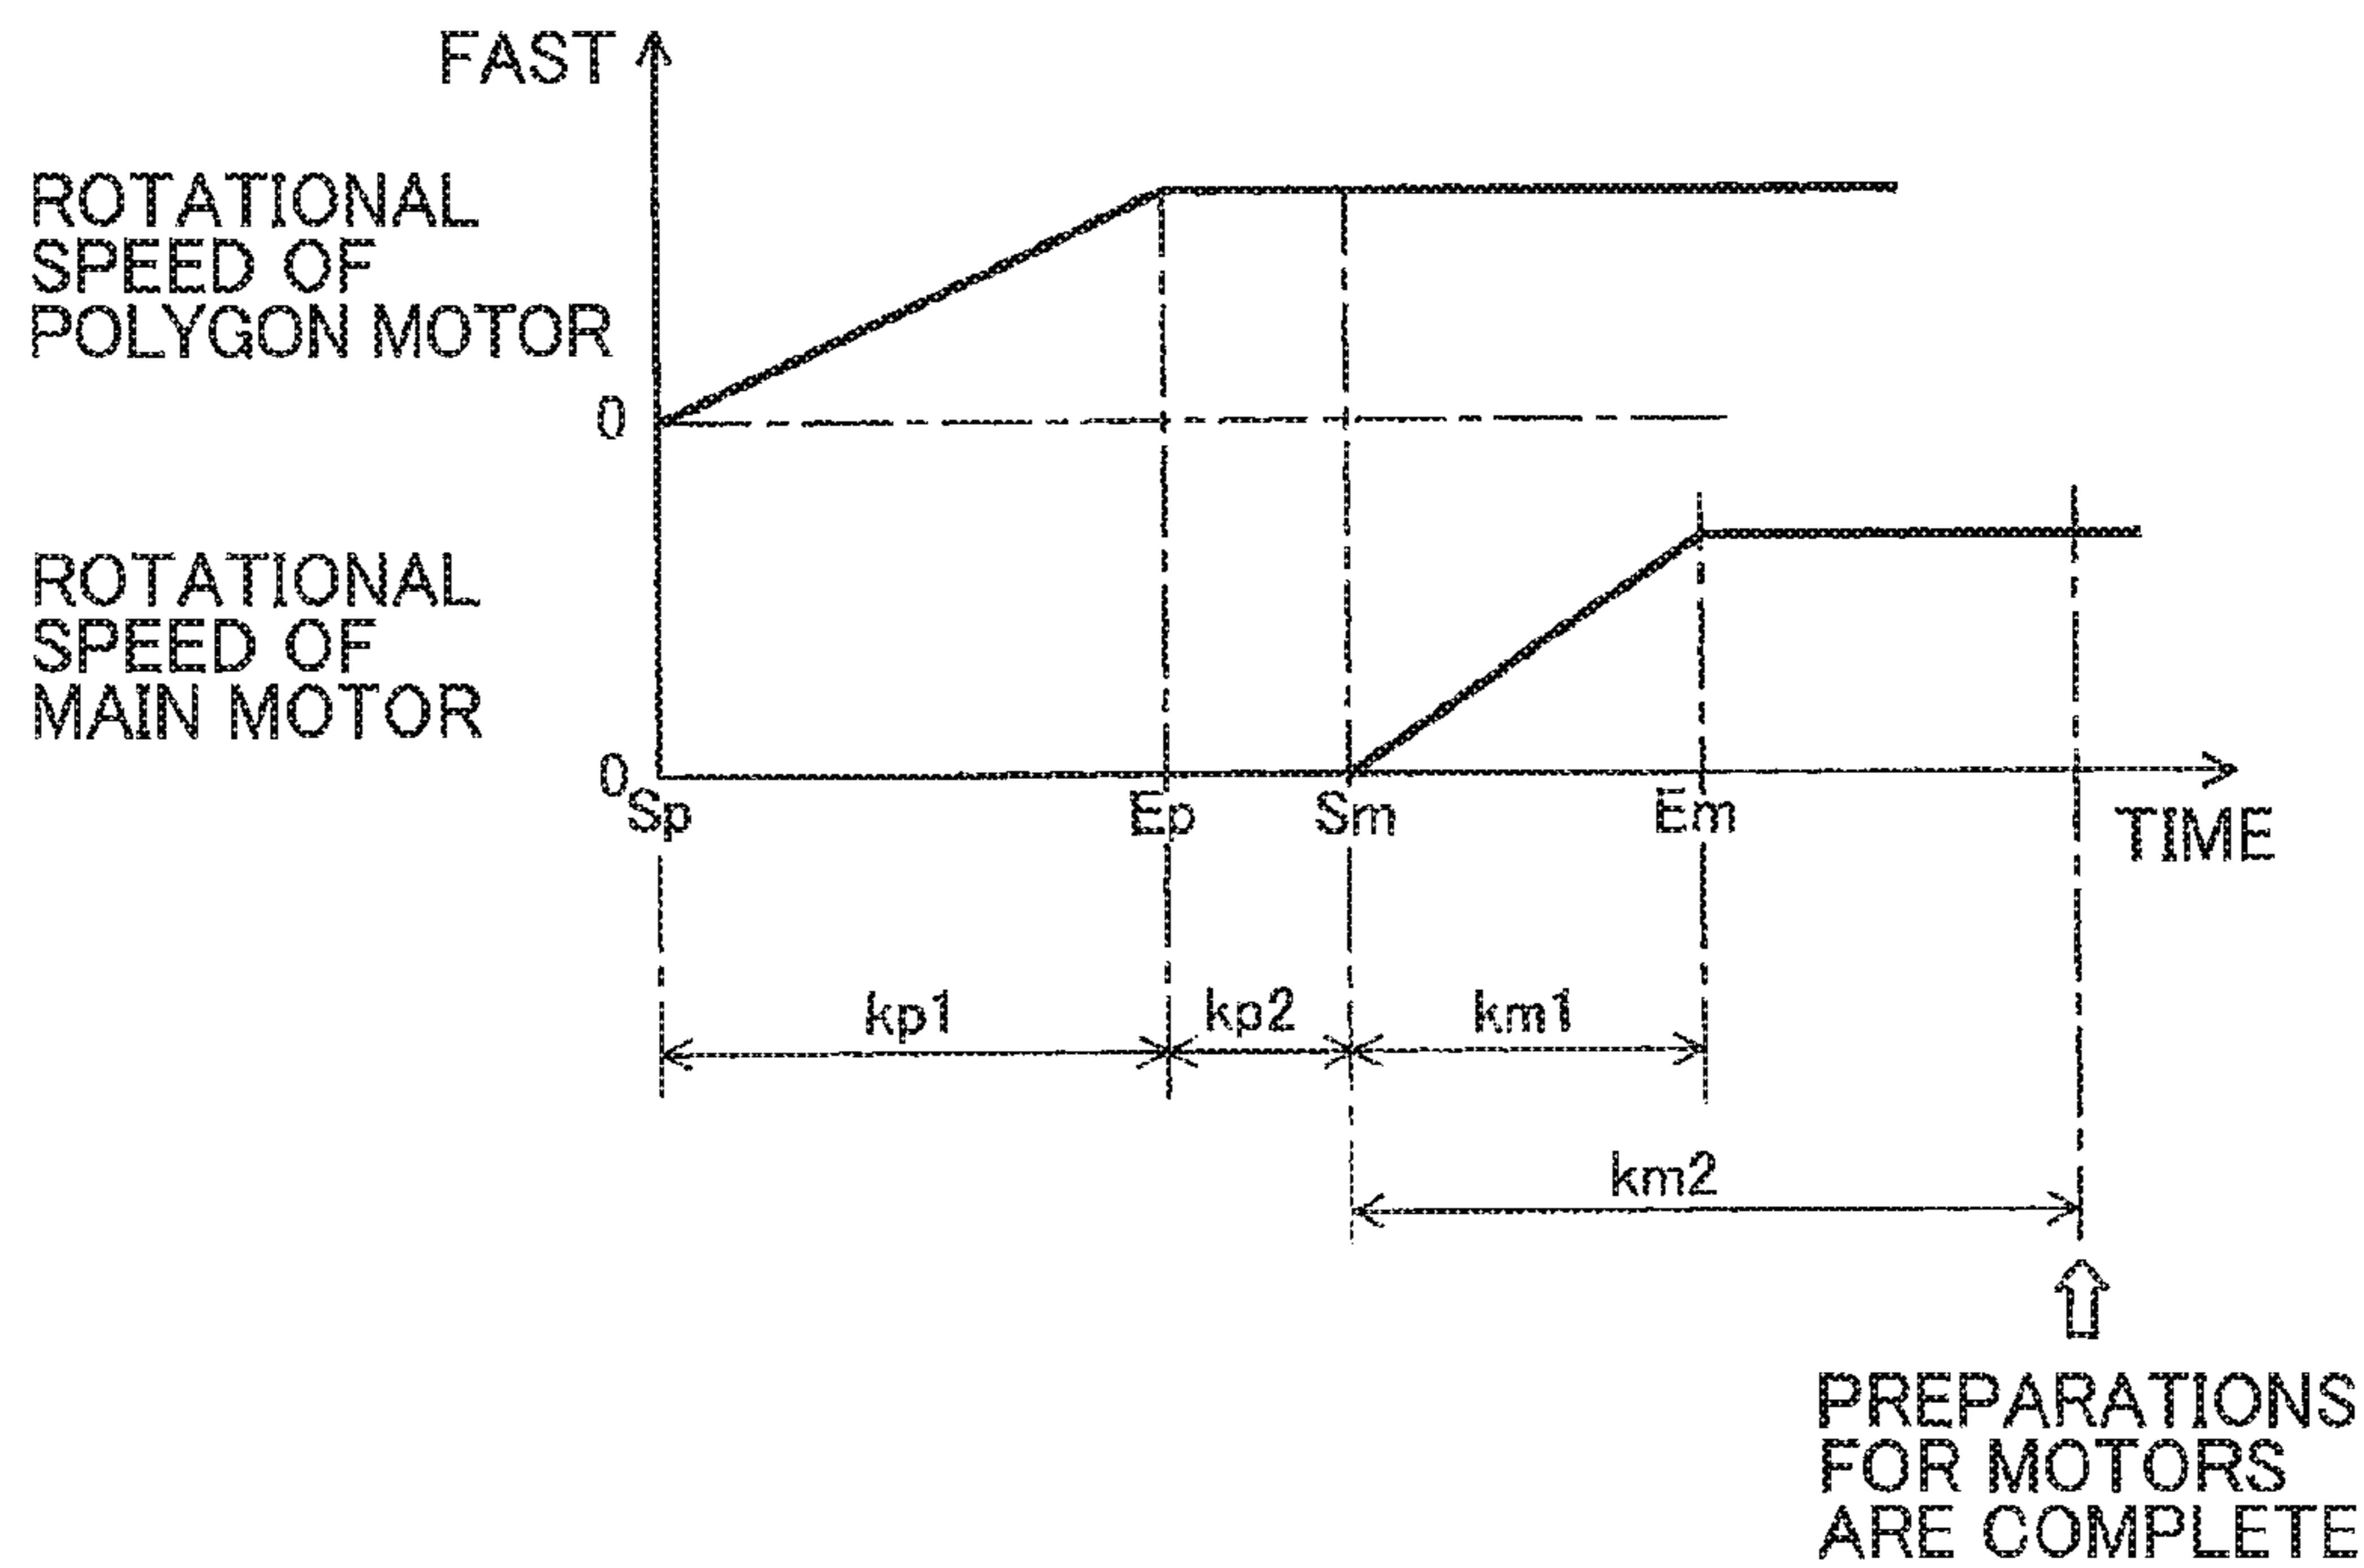 FAST
ROTATIONAL
SPEED OF
POLYGON MOTOR
0
ROTATIONAL
SPEED OF
MAIN MOTOR
0
Sp Ep Sm Em
TIME
kp1 kp2 km1
km2
PREPARATIONS
FOR MOTORS
ARE COMPLETE